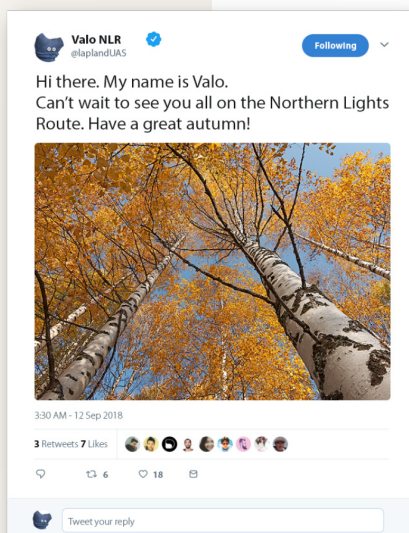 Valo NLR
@laplandUAS
Following
Hi there. My name is Valo.
Can't wait to see you all on the Northern Lights
Route. Have a great autumn!
3:30 AM - 12 Sep 2018
3 Retweets 7 Likes
6
18
Tweet your reply